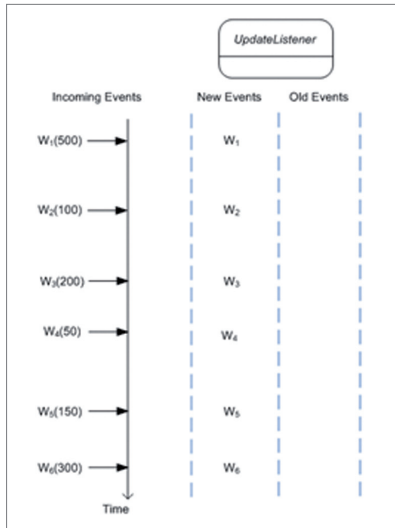 UpdateListener
Incoming Events New Events Old Events
W₁(500) W₁
W₂(100) W₂
W₃(200) W₃
W₄(50) W₄
W₅(150) W₅
W₆(300) W₆
Time